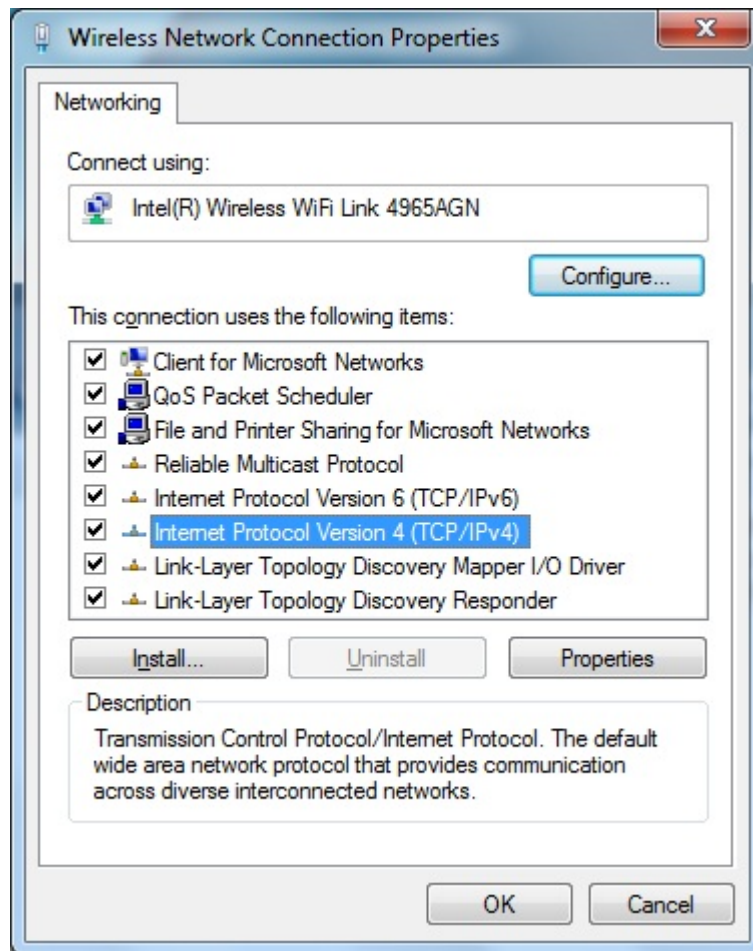 Wireless Network Connection Properties
Networking
Connect using:
Intel(R) Wireless WiFi Link 4965AGN
Configure...
This connection uses the following items:
Client for Microsoft Networks
QoS Packet Scheduler
File and Printer Sharing for Microsoft Networks
Reliable Multicast Protocol
Internet Protocol Version 6 (TCP/IPv6)
Internet Protocol Version 4 (TCP/IPv4)
Link-Layer Topology Discovery Mapper I/O Driver
Link-Layer Topology Discovery Responder
Install... Uninstall Properties
Description
Transmission Control Protocol/Internet Protocol. The default
wide area network protocol that provides communication
across diverse interconnected networks.
OK Cancel